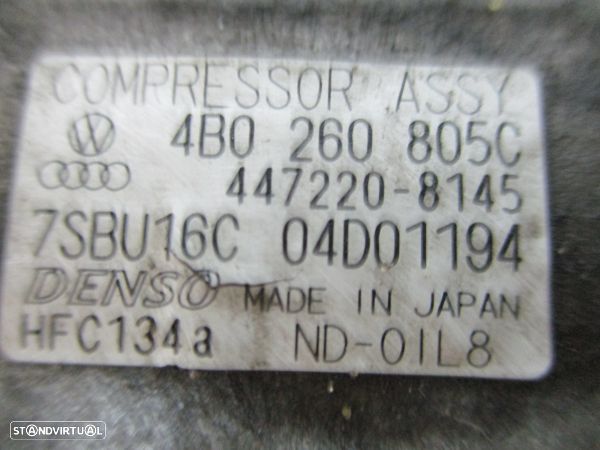 COMPRESSOR ASSY
4B0 260 805C
447220-8145
7SBU16C 04D01194
DENSO MADE IN JAPAN
HFC134a ND-OIL8
STANDVIRTUAL